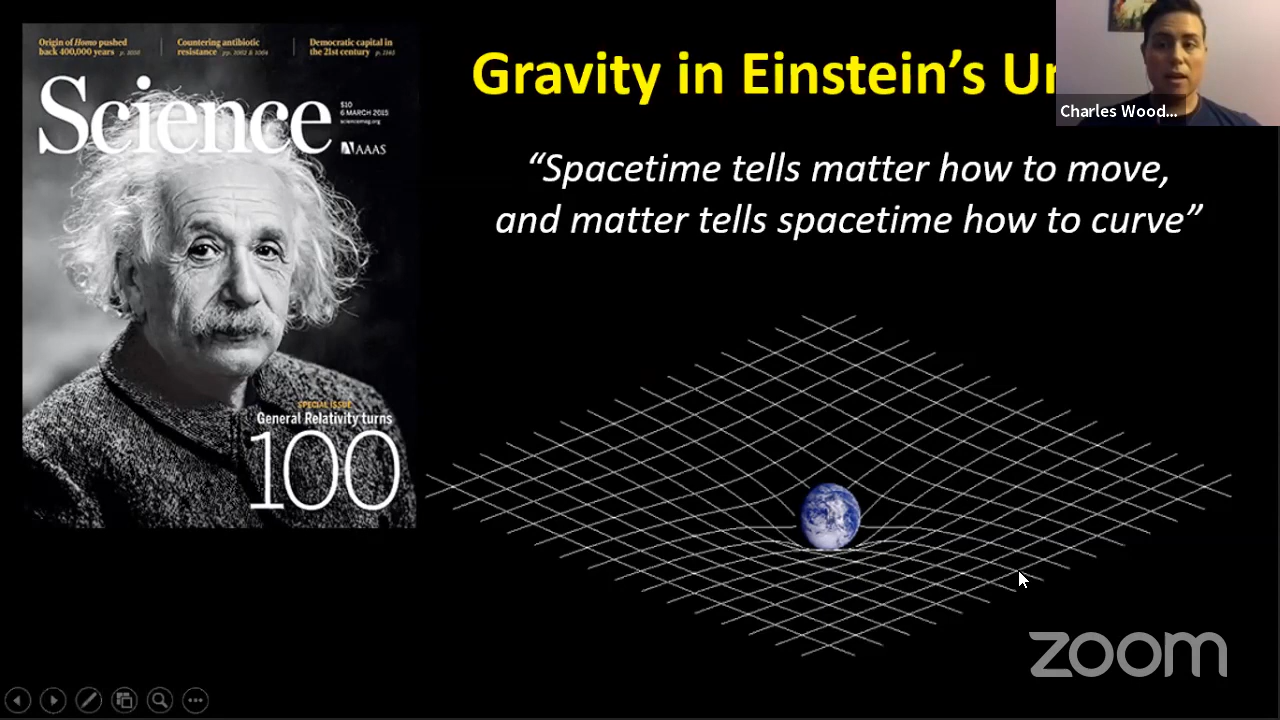 Origin of Homo pushed
back 400,000 years
Countering antibiotic
resistance
Democratic capital in
the 21st century
Science
$10
6 MARCH 2015
sciencemag.org
AAAS
SPECIAL ISSUE
General Relativity turns
100
Gravity in Einstein's
Charles Wood...
“Spacetime tells matter how to move,
and matter tells spacetime how to curve”
zoom